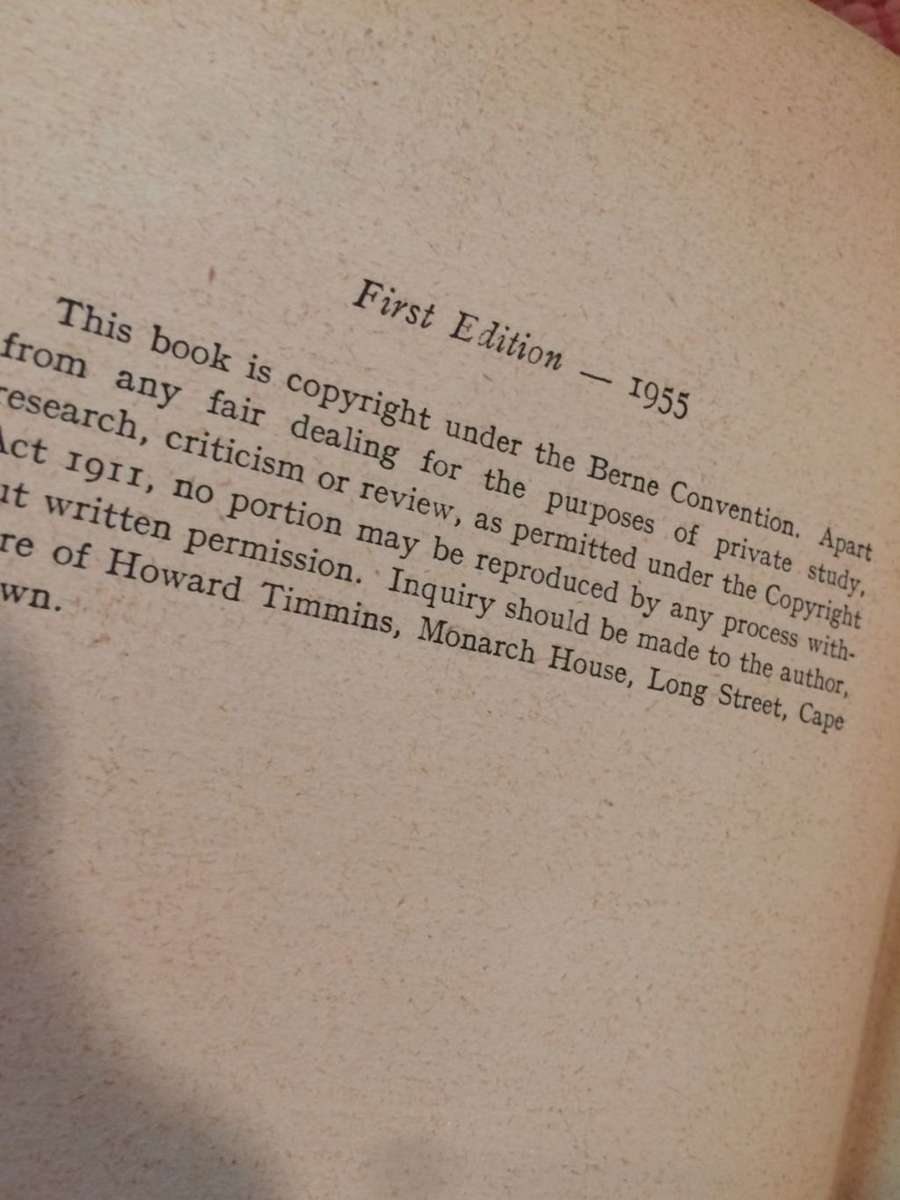 First Edition — 1955
This book is copyright under the Berne Convention. Apart
from any fair dealing for the purposes of private study,
research, criticism or review, as permitted under the Copyright
Act 1911, no portion may be reproduced by any process with-
ut written permission. Inquiry should be made to the author,
re of Howard Timmins, Monarch House, Long Street, Cape
wn.